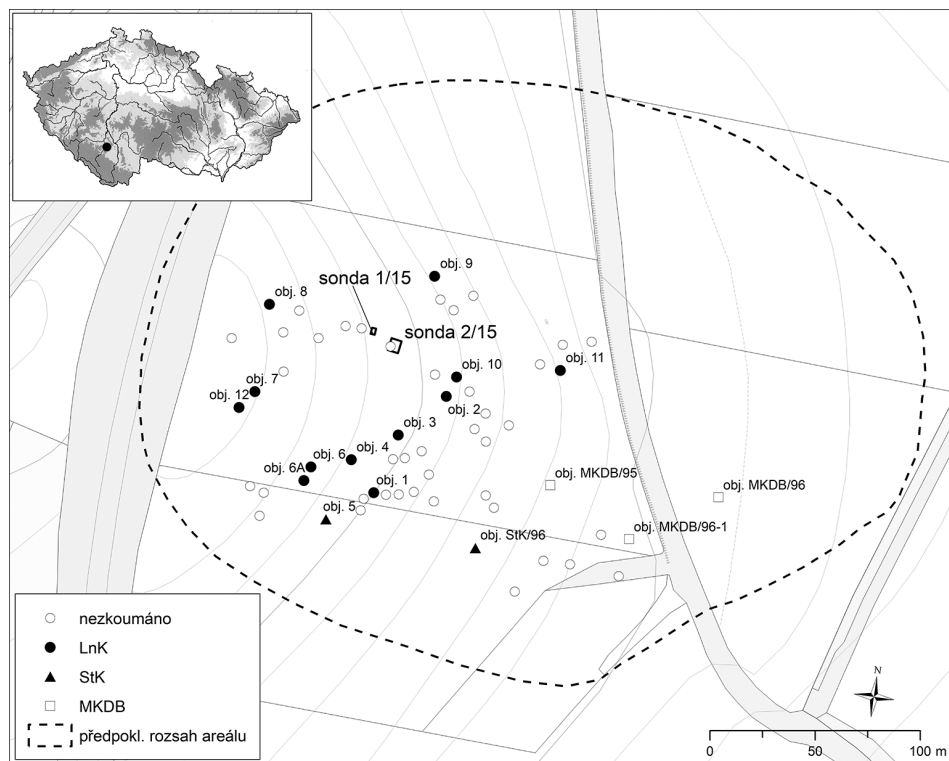 obj. 9
sonda 1/15
obj. 8
sonda 2/15
obj. 11
obj. 10
obj. 7
obj. 12
obj. 2
obj. 3
obj. 4
obj. 6
obj. 6A
obj. MKDB/95
obj. 1
obj. MKDB/96
obj. 5
obj. MKDB/96-1
obj. StK/96
nezkoumáno
LnK
StK
MKDB
předpokl. rozsah areálu
N
0 50 100 m